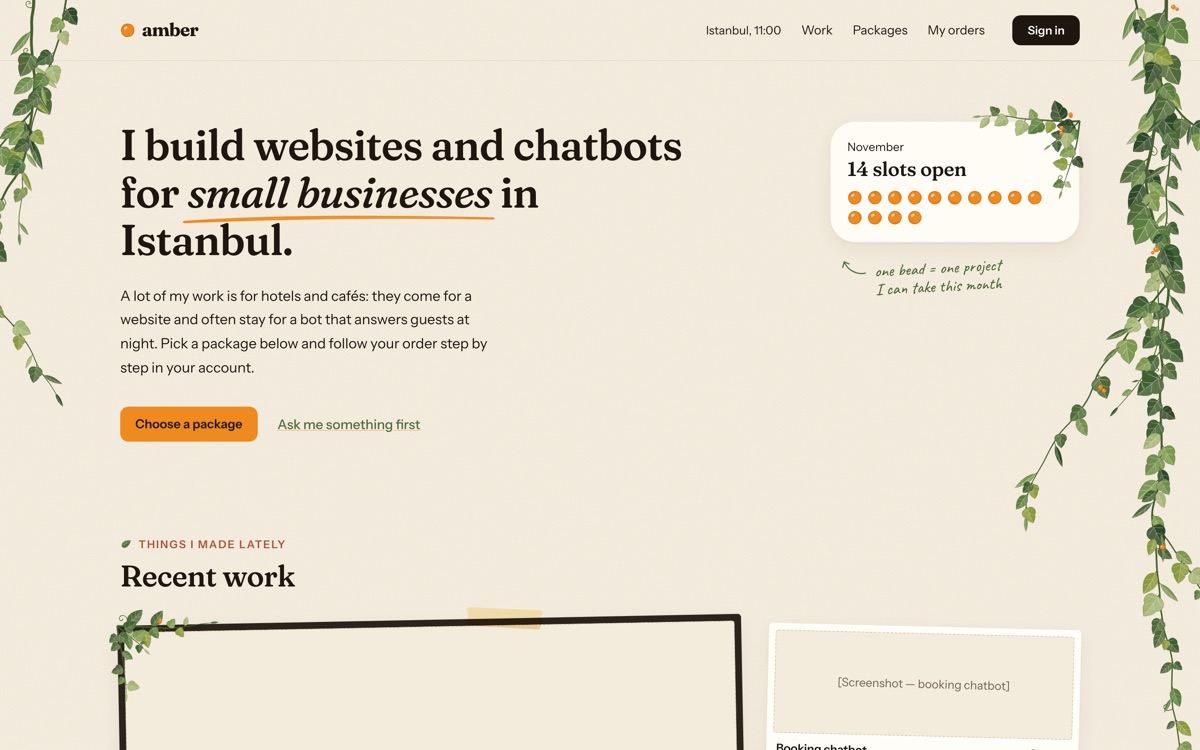 amber
Istanbul, 11:00
Work
Packages
My orders
Sign in
I build websites and chatbots
for small businesses in
Istanbul.
A lot of my work is for hotels and cafés: they come for a
website and often stay for a bot that answers guests at
night. Pick a package below and follow your order step by
step in your account.
Choose a package
Ask me something first
November
14 slots open
one bead = one project
I can take this month
THINGS I MADE LATELY
Recent work
[Screenshot — booking chatbot]
Booking chatbot